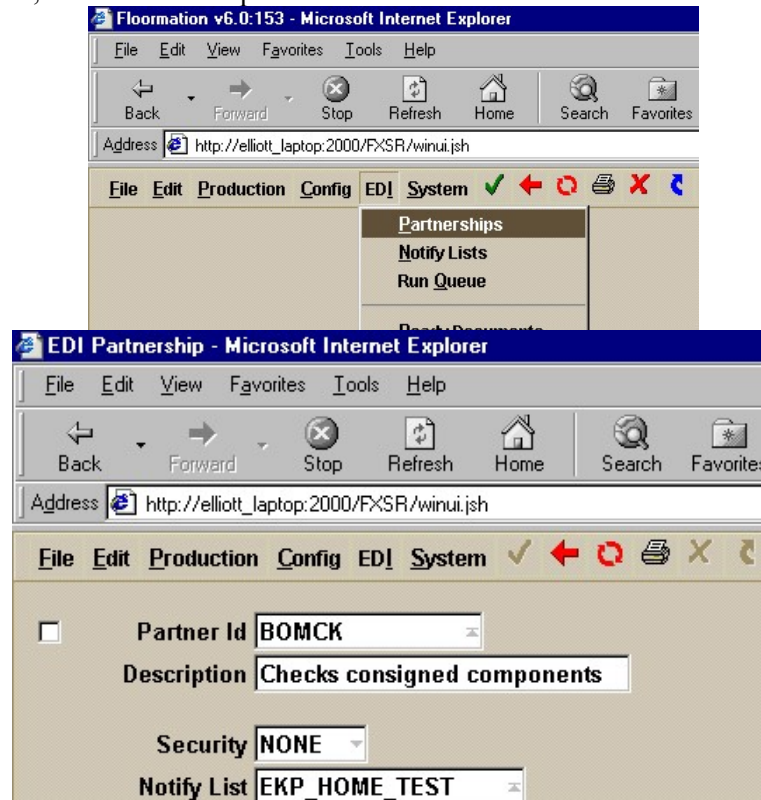 Floormation v6.0:153 - Microsoft Internet Explorer
File Edit View Favorites Tools Help
Back Forward Stop Refresh Home Search Favorites
Address http://elliott_laptop:2000/FXSR/winui.jsh
File Edit Production Config EDI System
Partnerships
Notify Lists
Run Queue
EDI Partnership - Microsoft Internet Explorer
File Edit View Favorites Tools Help
Back Forward Stop Refresh Home Search Favorites
Address http://elliott_laptop:2000/FXSR/winui.jsh
File Edit Production Config EDI System
Partner Id BOMCK
Description Checks consigned components
Security NONE
Notify List EKP_HOME_TEST